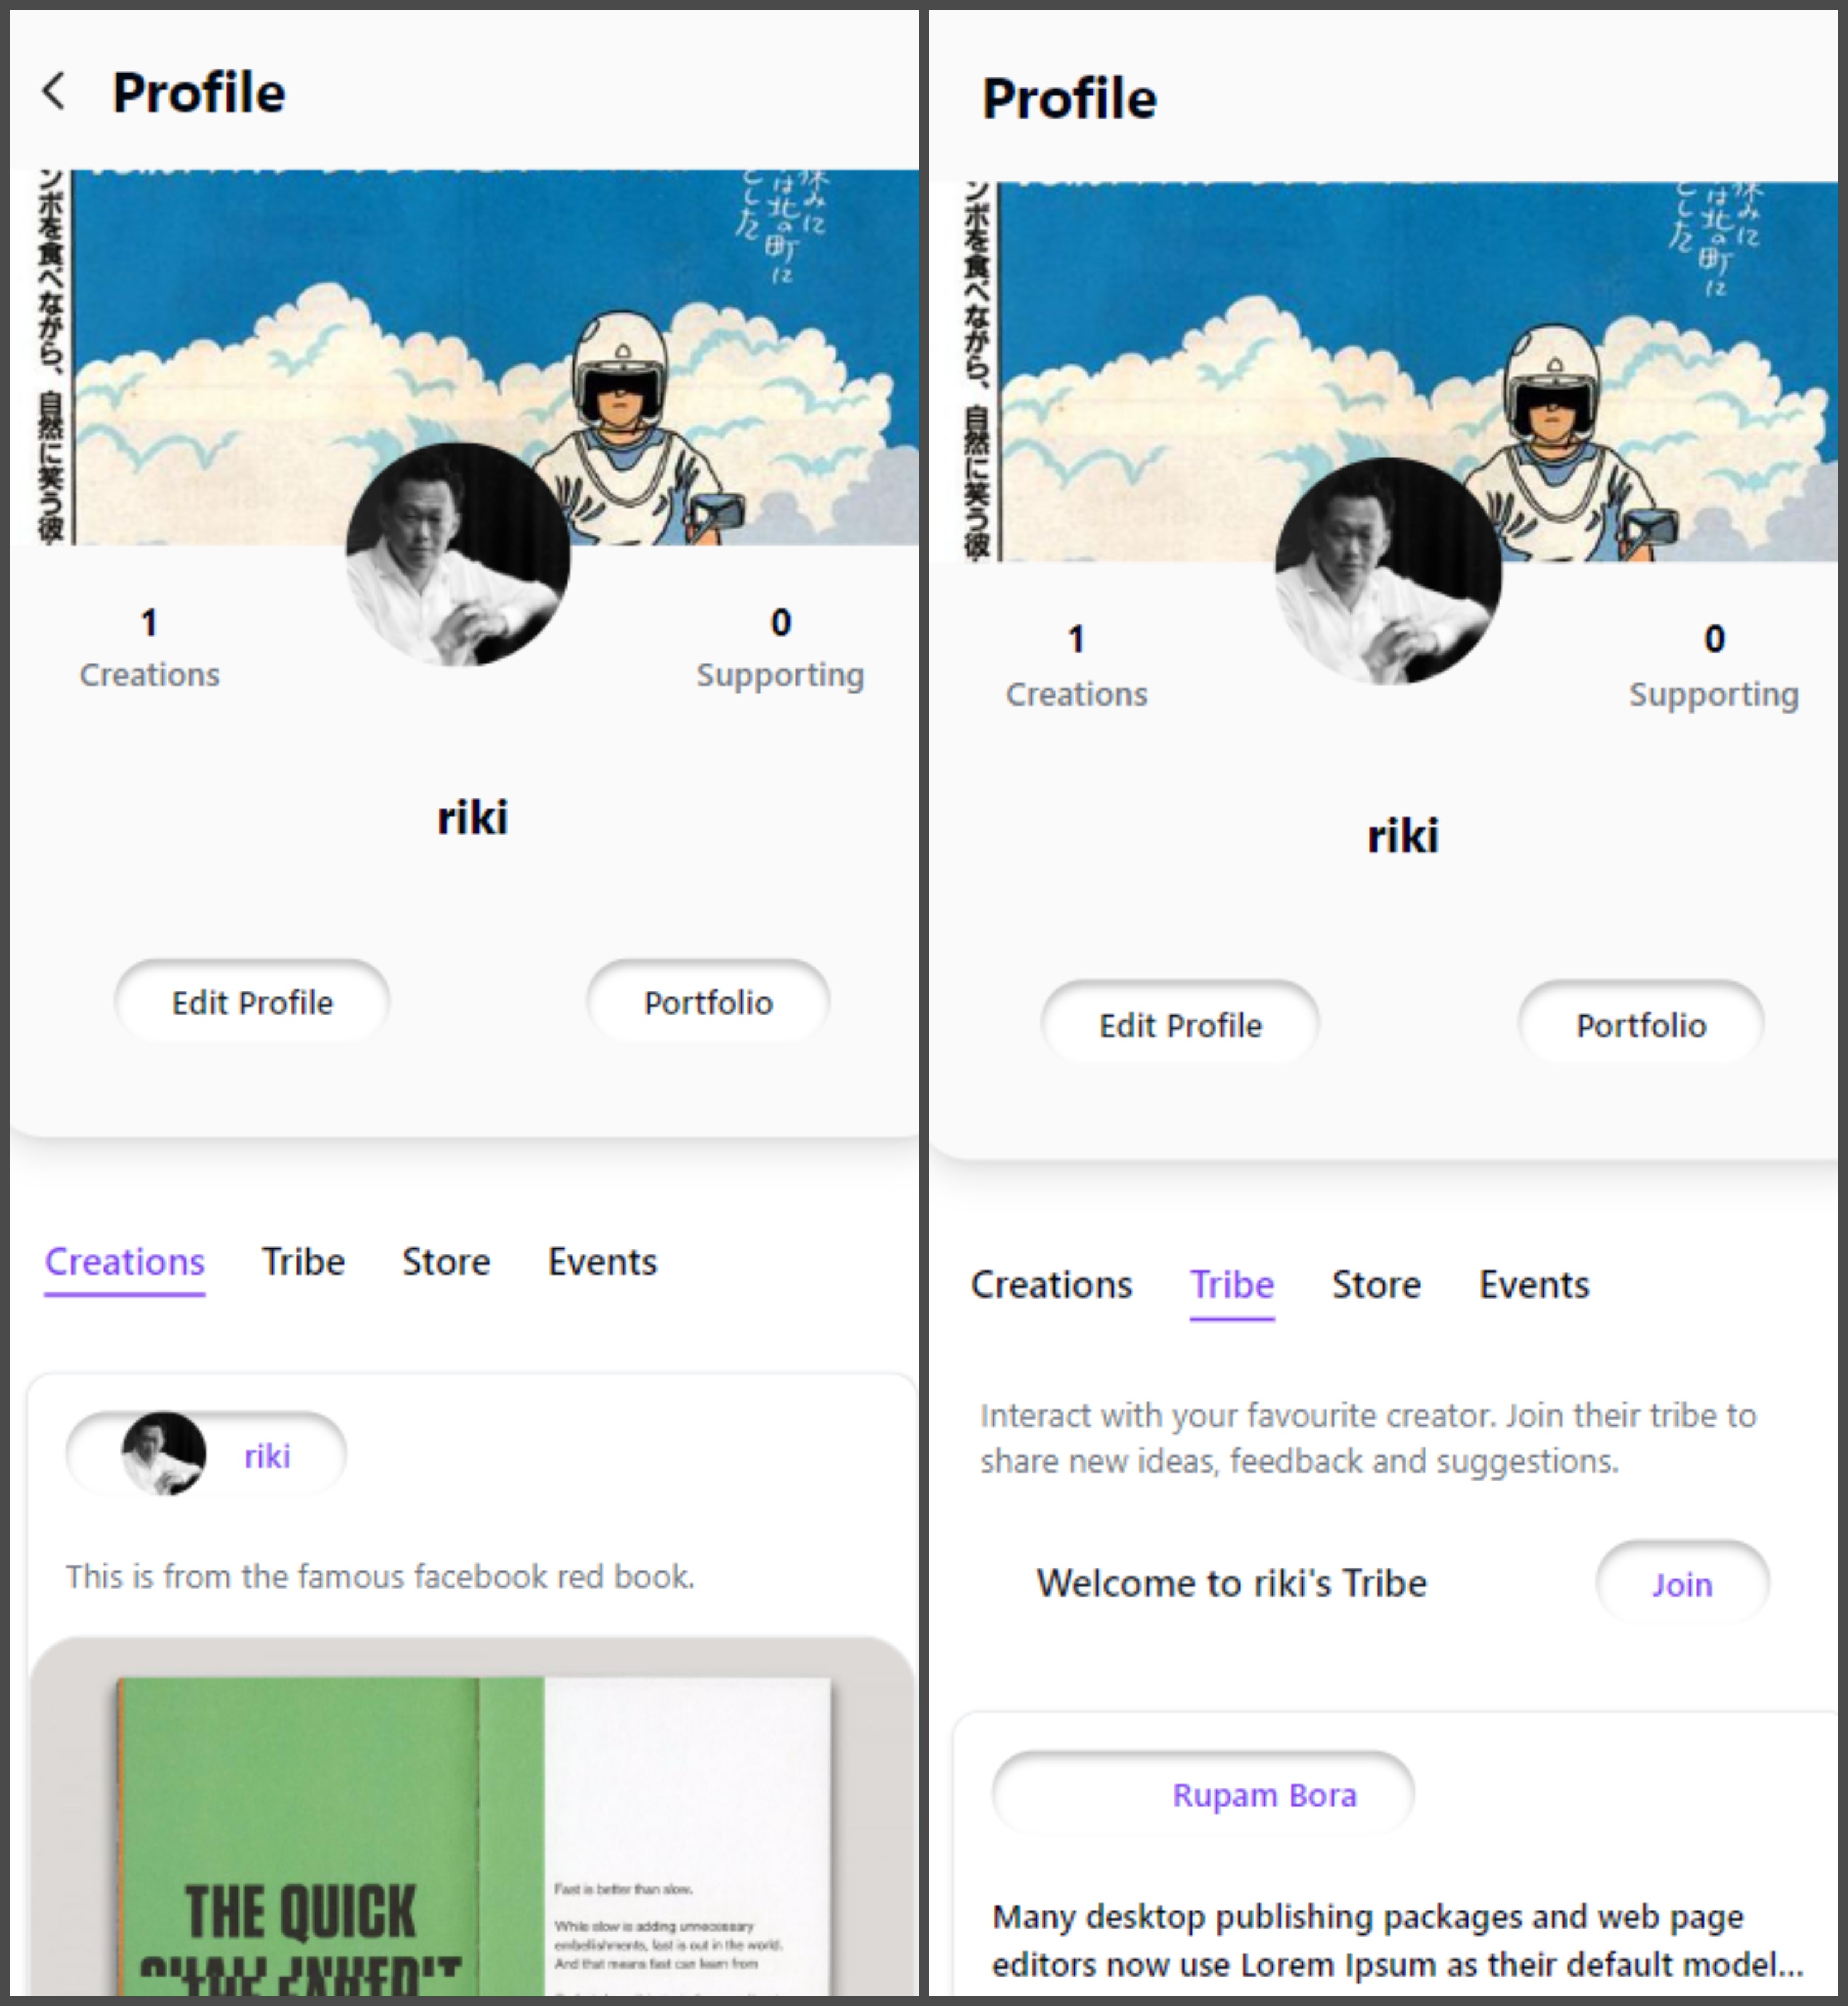 Profile
休みに
は北の町に
とした
ンボを食べながら、自然に笑う彼
1
Creations
0
Supporting
riki
Edit Profile
Portfolio
Creations Tribe Store Events
riki
This is from the famous facebook red book.
THE QUICK
Fast is better than slow.
While slow is adding unnecessary
embellishments, fast is out in the world.
And that means fast can learn from
Profile
休みに
は北の町に
とした
ンボを食べながら、自然に笑う彼
1
Creations
0
Supporting
riki
Edit Profile
Portfolio
Creations Tribe Store Events
Interact with your favourite creator. Join their tribe to
share new ideas, feedback and suggestions.
Welcome to riki's Tribe
Join
Rupam Bora
Many desktop publishing packages and web page
editors now use Lorem Ipsum as their default model...